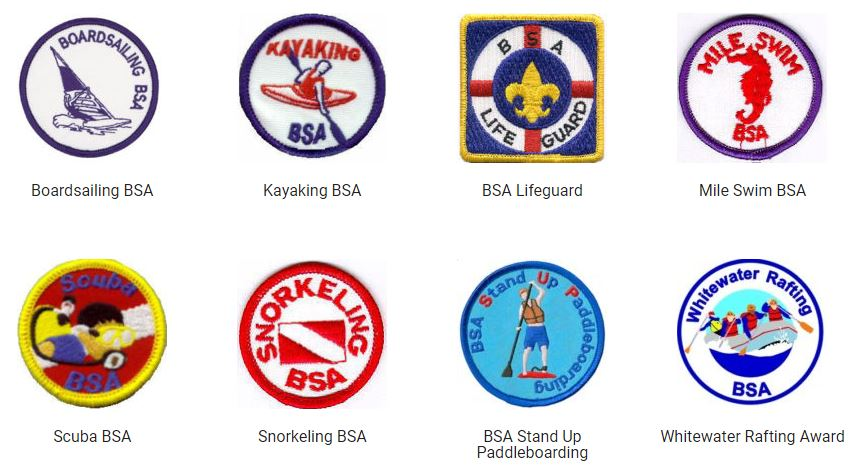 BOARDSAILING BSA
KAYAKING
BSA
BSA
LIFE GUARD
MILE SWIM
BSA
Boardsailing BSA
Kayaking BSA
BSA Lifeguard
Mile Swim BSA
Scuba
BSA
SNORKELING
BSA
BSA Stand Up Paddleboarding
Whitewater Rafting
BSA
Scuba BSA
Snorkeling BSA
BSA Stand Up
Paddleboarding
Whitewater Rafting Award